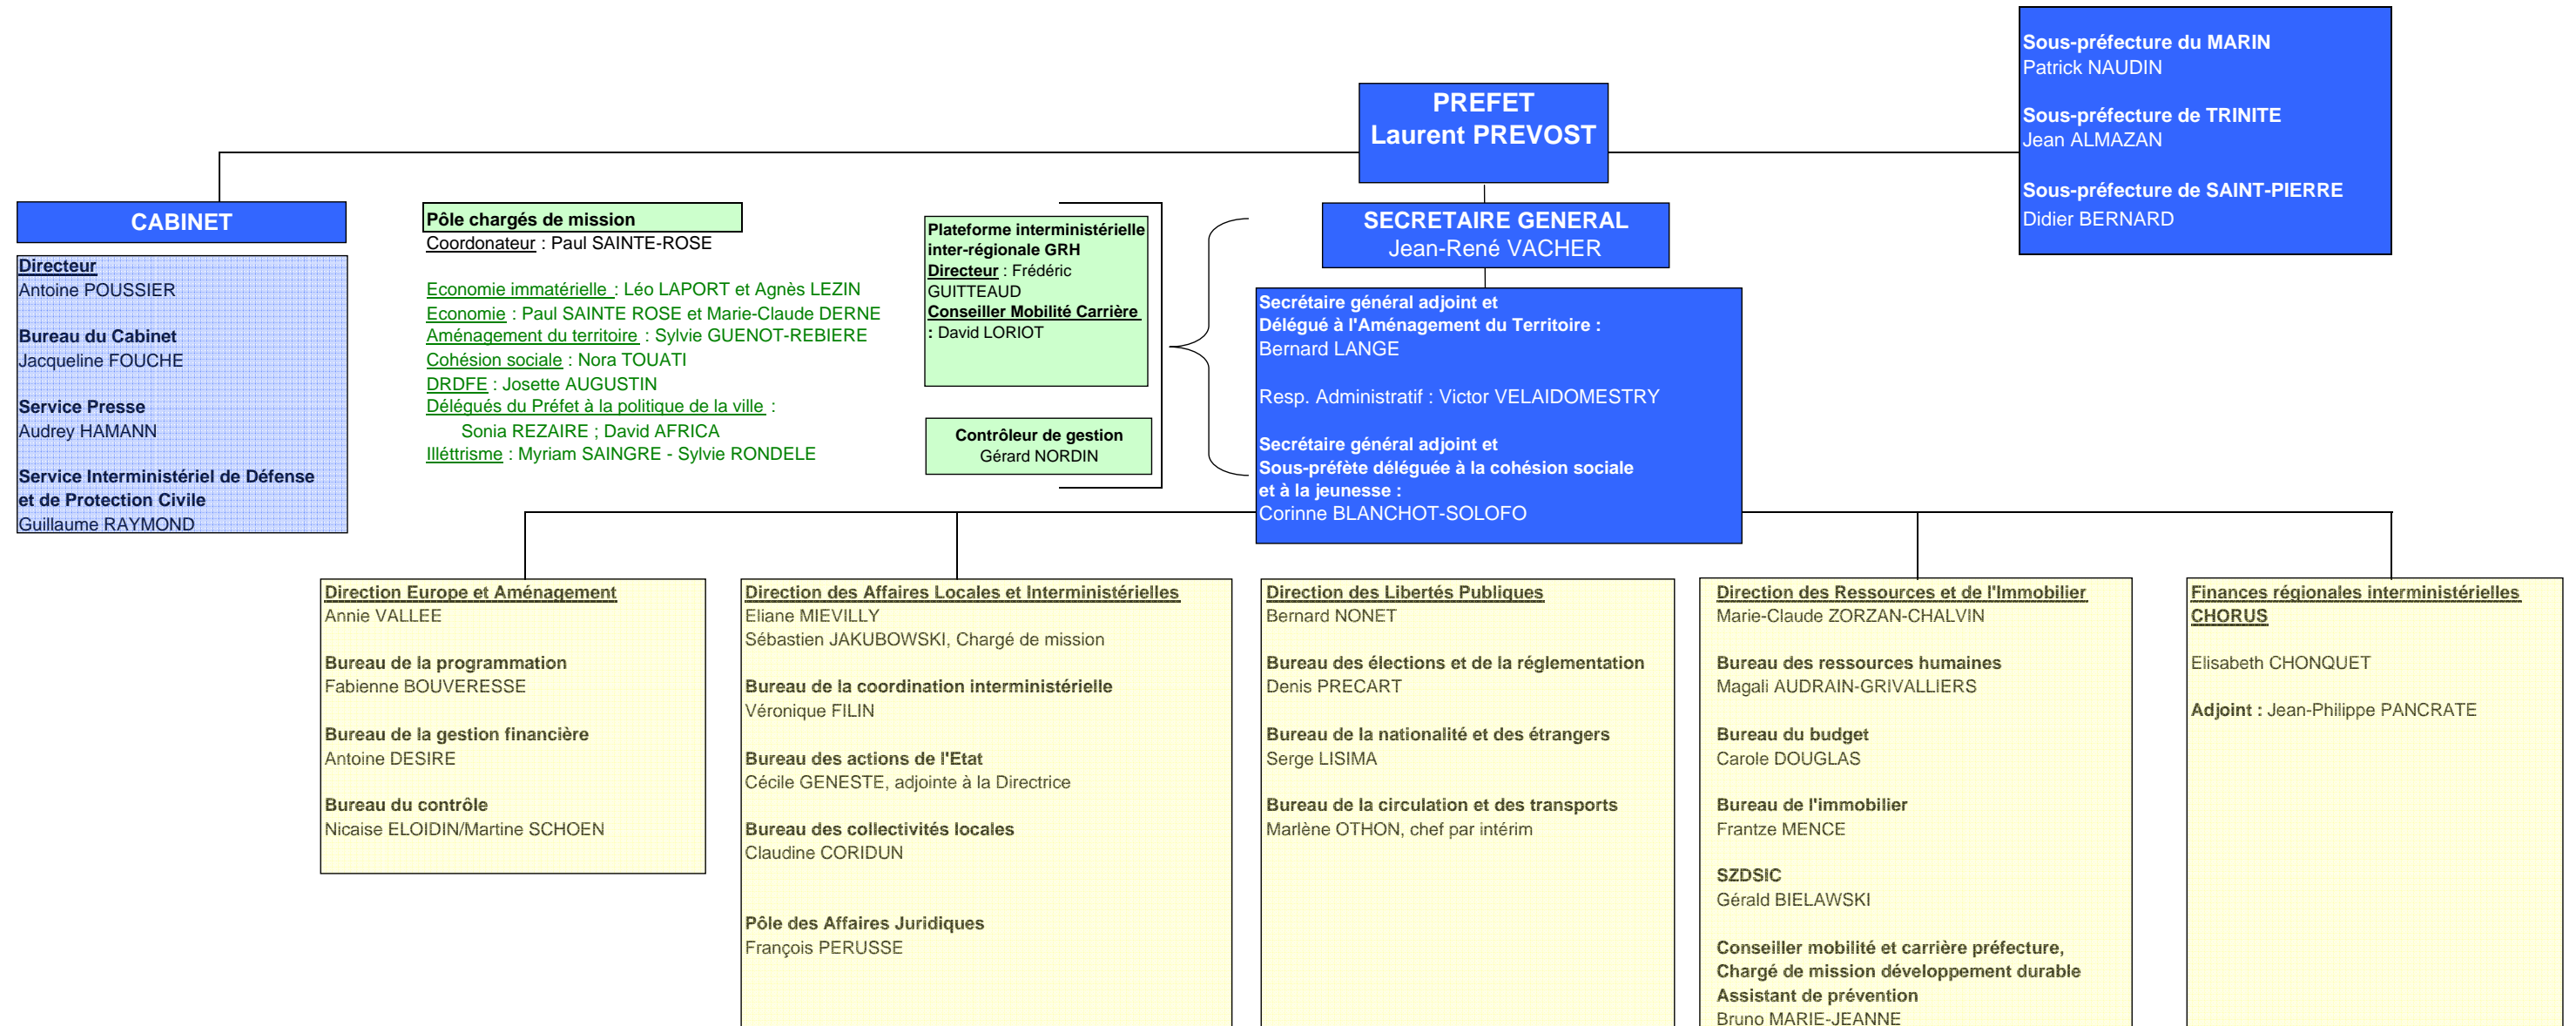 Sous-préfecture du MARIN
Patrick NAUDIN
Sous-préfecture de TRINITE
Jean ALMAZAN
Sous-préfecture de SAINT-PIERRE
Didier BERNARD
PREFET
Laurent PREVOST
CABINET
Directeur
Antoine POUSSIER
Bureau du Cabinet
Jacqueline FOUCHE
Service Presse
Audrey HAMANN
Service Interministériel de Défense
et de Protection Civile
Guillaume RAYMOND
Pôle chargés de mission
Coordonateur : Paul SAINTE-ROSE
Economie immatérielle : Léo LAPORT et Agnès LEZIN
Economie : Paul SAINTE ROSE et Marie-Claude DERNE
Aménagement du territoire : Sylvie GUENOT-REBIERE
Cohésion sociale : Nora TOUATI
DRDFE : Josette AUGUSTIN
Délégués du Préfet à la politique de la ville :
Sonia REZAIRE ; David AFRICA
Illéttrisme : Myriam SAINGRE - Sylvie RONDELE
Plateforme interministérielle
inter-régionale GRH
Directeur : Frédéric
GUITTEAUD
Conseiller Mobilité Carrière
: David LORIOT
Contrôleur de gestion
Gérard NORDIN
SECRETAIRE GENERAL
Jean-René VACHER
Secrétaire général adjoint et
Délégué à l'Aménagement du Territoire :
Bernard LANGE
Resp. Administratif : Victor VELAIDOMESTRY
Secrétaire général adjoint et
Sous-préfète déléguée à la cohésion sociale
et à la jeunesse :
Corinne BLANCHOT-SOLOFO
Direction Europe et Aménagement
Annie VALLEE
Bureau de la programmation
Fabienne BOUVERESSE
Bureau de la gestion financière
Antoine DESIRE
Bureau du contrôle
Nicaise ELOIDIN/Martine SCHOEN
Direction des Affaires Locales et Interministérielles
Eliane MIEVILLY
Sébastien JAKUBOWSKI, Chargé de mission
Bureau de la coordination interministérielle
Véronique FILIN
Bureau des actions de l'Etat
Cécile GENESTE, adjointe à la Directrice
Bureau des collectivités locales
Claudine CORIDUN
Pôle des Affaires Juridiques
François PERUSSE
Direction des Libertés Publiques
Bernard NONET
Bureau des élections et de la réglementation
Denis PRECART
Bureau de la nationalité et des étrangers
Serge LISIMA
Bureau de la circulation et des transports
Marlène OTHON, chef par intérim
Direction des Ressources et de l'Immobilier
Marie-Claude ZORZAN-CHALVIN
Bureau des ressources humaines
Magali AUDRAIN-GRIVALLIERS
Bureau du budget
Carole DOUGLAS
Bureau de l'immobilier
Frantze MENCE
SZDSIC
Gérald BIELAWSKI
Conseiller mobilité et carrière préfecture,
Chargé de mission développement durable
Assistant de prévention
Bruno MARIE-JEANNE
Finances régionales interministérielles
CHORUS
Elisabeth CHONQUET
Adjoint : Jean-Philippe PANCRATE